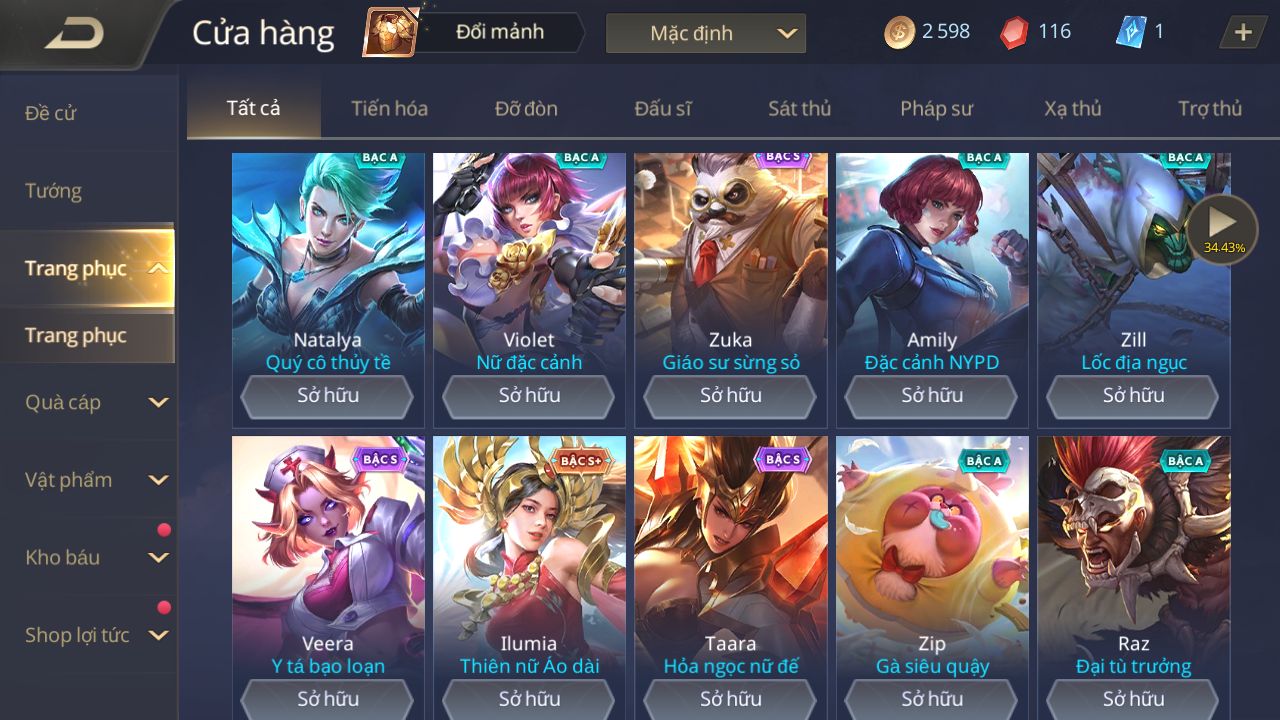 Cửa hàng
Đổi mảnh
Mặc định
2 598
116
1
Đề cử
Tướng
Trang phục
Trang phục
Quà cáp
Vật phẩm
Kho báu
Shop lợi tức
Tất cả
Tiến hóa
Đỡ đòn
Đấu sĩ
Sát thủ
Pháp sư
Xạ thủ
Trợ thủ
BẬC A
BẬC A
BẬC S
BẬC A
BẬC A
34.43%
Natalya
Quý cô thủy tề
Sở hữu
Violet
Nữ đặc cảnh
Sở hữu
Zuka
Giáo sư sừng sỏ
Sở hữu
Amily
Đặc cảnh NYPD
Sở hữu
Zill
Lốc địa ngục
Sở hữu
BẬC S
BẬC S+
BẬC S
BẬC A
BẬC A
Veera
Y tá bạo loạn
Sở hữu
Ilumia
Thiên nữ Áo dài
Sở hữu
Taara
Hỏa ngọc nữ đế
Sở hữu
Zip
Gà siêu quậy
Sở hữu
Raz
Đại tù trưởng
Sở hữu